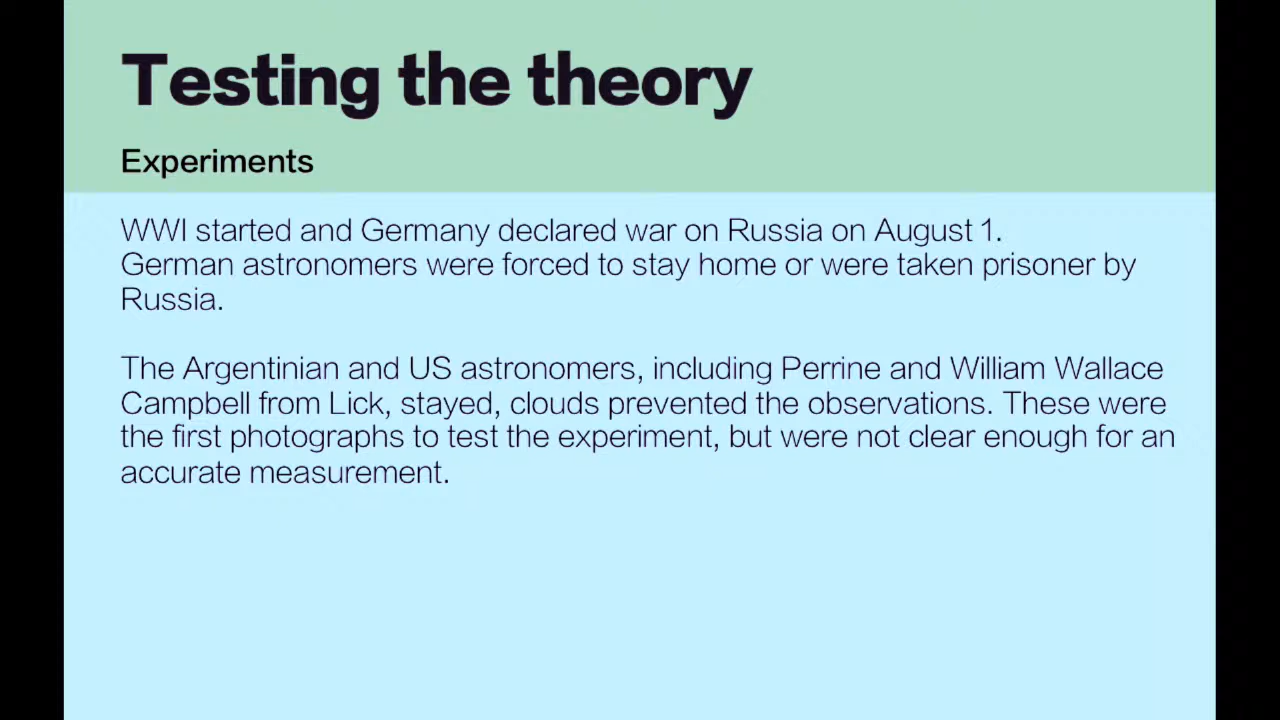 Testing the theory
Experiments
WWI started and Germany declared war on Russia on August 1.
German astronomers were forced to stay home or were taken prisoner by
Russia.
The Argentinian and US astronomers, including Perrine and William Wallace
Campbell from Lick, stayed, clouds prevented the observations. These were
the first photographs to test the experiment, but were not clear enough for an
accurate measurement.